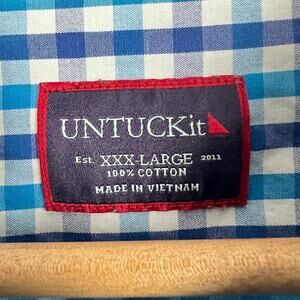 UNTUCKit
Est. XXX-LARGE 2011
100% COTTON
MADE IN VIETNAM